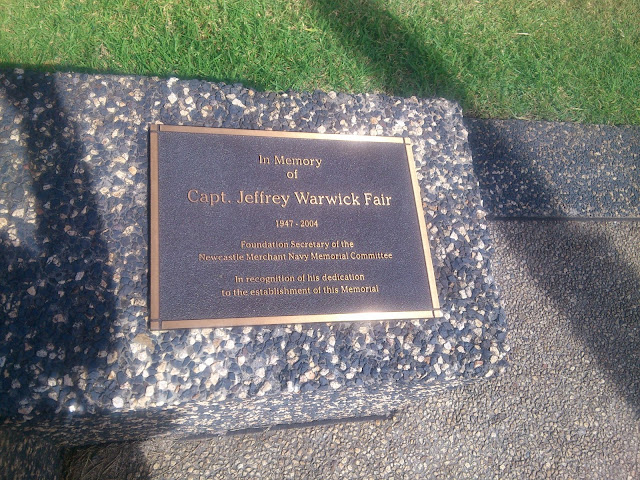 In Memory
of
Capt. Jeffrey Warwick Fair
1947 - 2004
Foundation Secretary of the
Newcastle Merchant Navy Memorial Committee
In recognition of his dedication
to the establishment of this Memorial